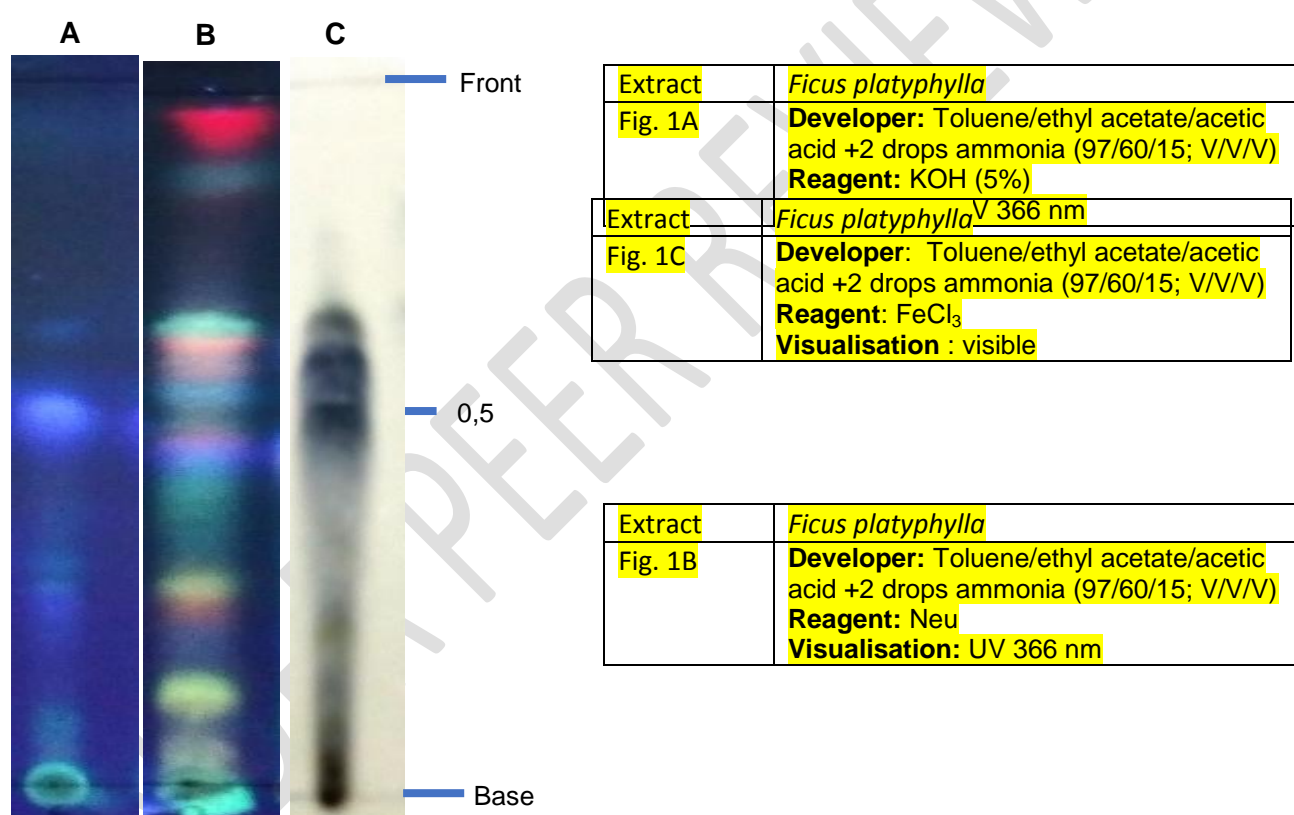 A B C
Front
0,5
Base
Extract Ficus platyphylla
Fig. 1A Developer: Toluene/ethyl acetate/acetic
acid +2 drops ammonia (97/60/15; V/V/V)
Reagent: KOH (5%)
V 366 nm
Extract Ficus platyphylla
Fig. 1C Developer: Toluene/ethyl acetate/acetic
acid +2 drops ammonia (97/60/15; V/V/V)
Reagent: FeCl₃
Visualisation : visible
Extract Ficus platyphylla
Fig. 1B Developer: Toluene/ethyl acetate/acetic
acid +2 drops ammonia (97/60/15; V/V/V)
Reagent: Neu
Visualisation: UV 366 nm
PEER REVIEW